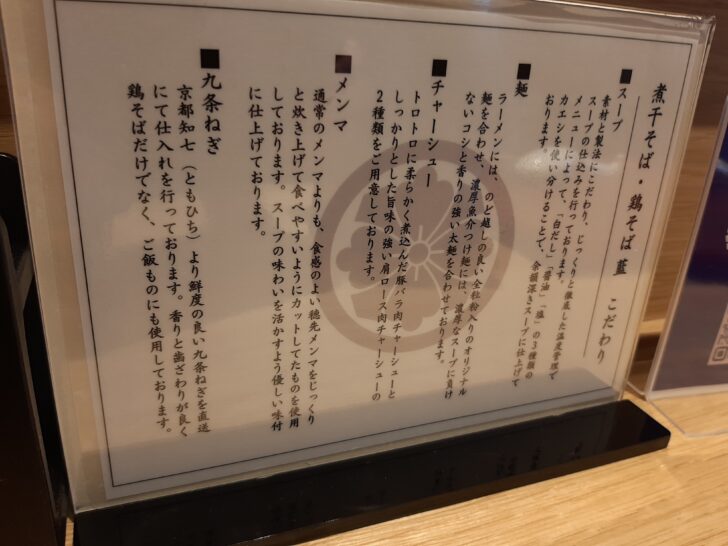 煮干そば・鶏そば 藍 こだわり
■スープ
素材と製法にこだわり、じっくりと徹底した温度管理で
スープの仕込みを行っております。
メニューによって、「白だし」「醤油」「塩」の3種類の
カエシを使い分けることで、余韻深きスープに仕上げて
おります。
■麺
ラーメンには、のど越しの良い全粒粉入りのオリジナル
麺を合わせ、濃厚魚介つけ麺には、濃厚なスープに負け
ないコシと香りの強い太麺を合わせております。
■チャーシュー
トロトロに柔らかく煮込んだ豚バラ肉チャーシューと
しっかりとした旨味の強い肩ロース肉チャーシューの
2種類をご用意しております。
■メンマ
通常のメンマよりも、食感のよい穂先メンマをじっくり
と炊き上げて食べやすいようにカットしてたものを使用
しております。スープの味わいを活かすよう優しい味付
に仕上げております。
■九条ねぎ
京都知七(ともひち)より鮮度の良い九条ねぎを直送
にて仕入れを行っております。香りと歯ざわりが良く
鶏そばだけでなく、ご飯ものにも使用しております。